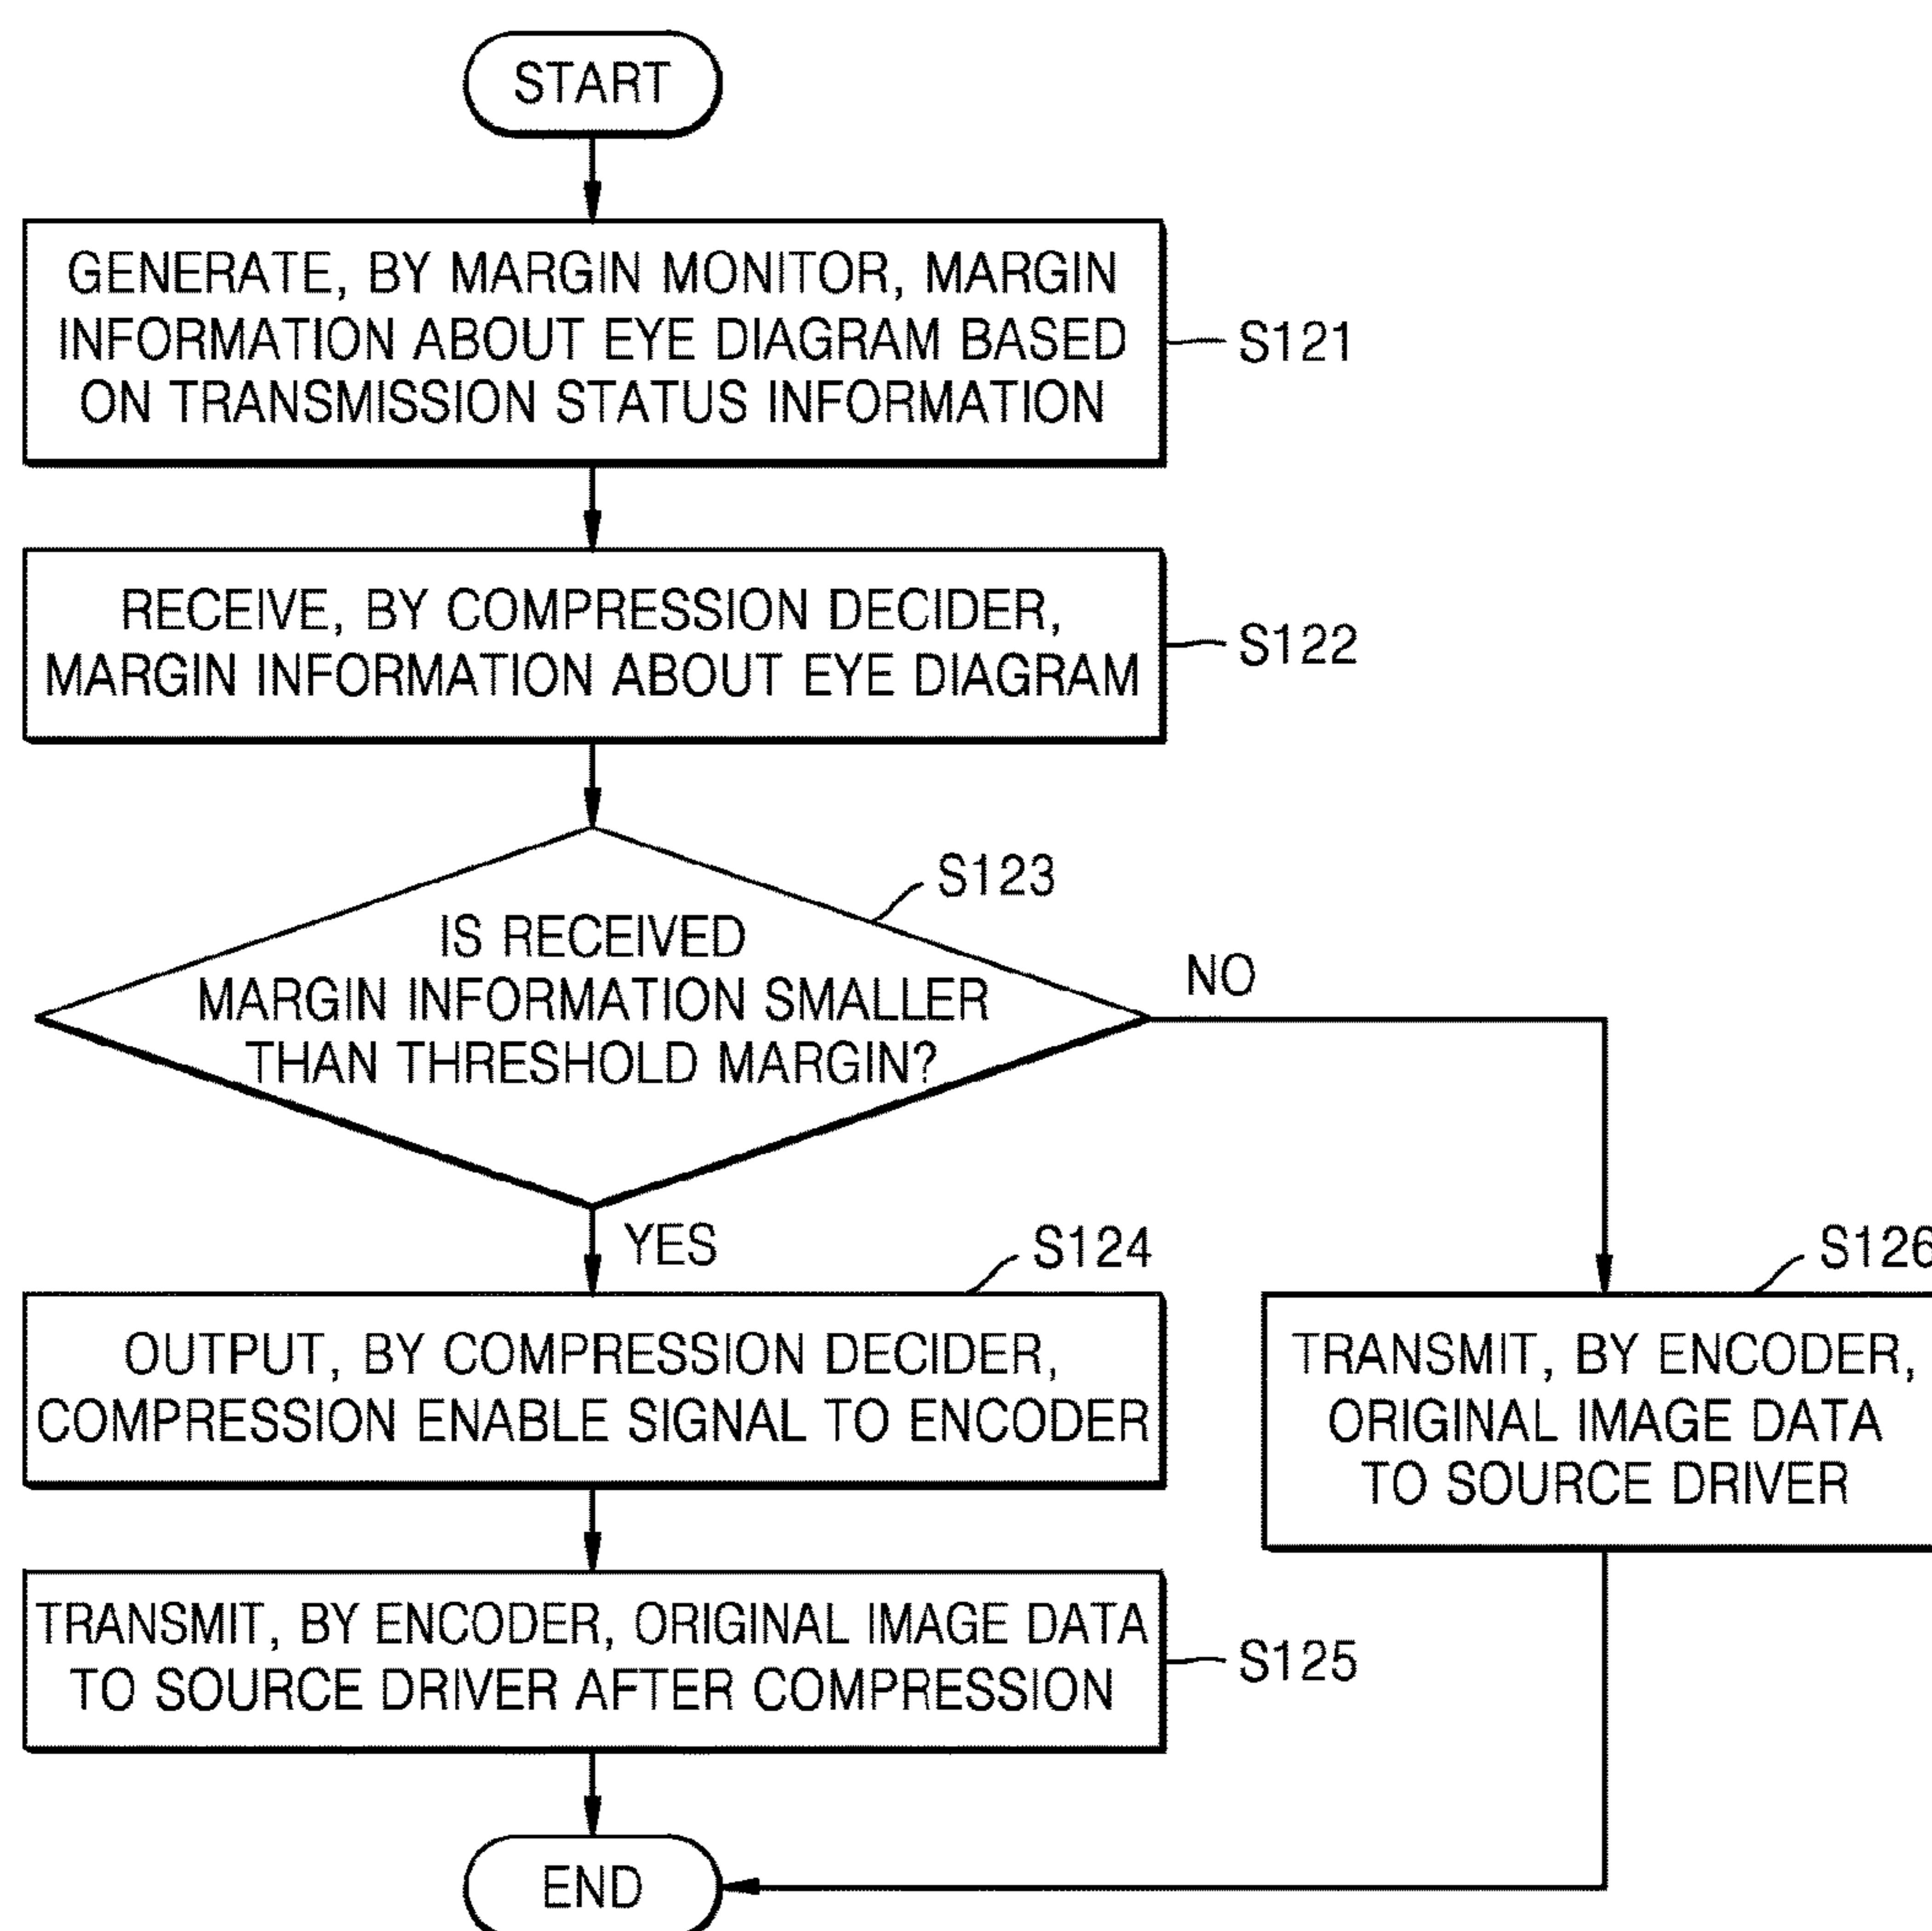 START
GENERATE, BY MARGIN MONITOR, MARGIN
INFORMATION ABOUT EYE DIAGRAM BASED
ON TRANSMISSION STATUS INFORMATION
S121
RECEIVE, BY COMPRESSION DECIDER,
MARGIN INFORMATION ABOUT EYE DIAGRAM
S122
S123
IS RECEIVED
MARGIN INFORMATION SMALLER
THAN THRESHOLD MARGIN?
NO
YES
S124
OUTPUT, BY COMPRESSION DECIDER,
COMPRESSION ENABLE SIGNAL TO ENCODER
S126
TRANSMIT, BY ENCODER,
ORIGINAL IMAGE DATA
TO SOURCE DRIVER
TRANSMIT, BY ENCODER, ORIGINAL IMAGE DATA
TO SOURCE DRIVER AFTER COMPRESSION
S125
END